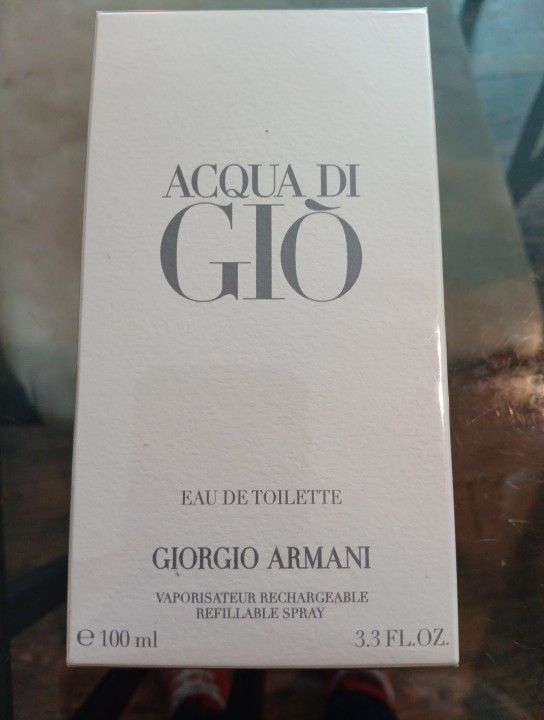 ACQUA DI
GIÒ
EAU DE TOILETTE
GIORGIO ARMANI
VAPORISATEUR RECHARGEABLE
REFILLABLE SPRAY
℮ 100 ml 3.3 FL.OZ.